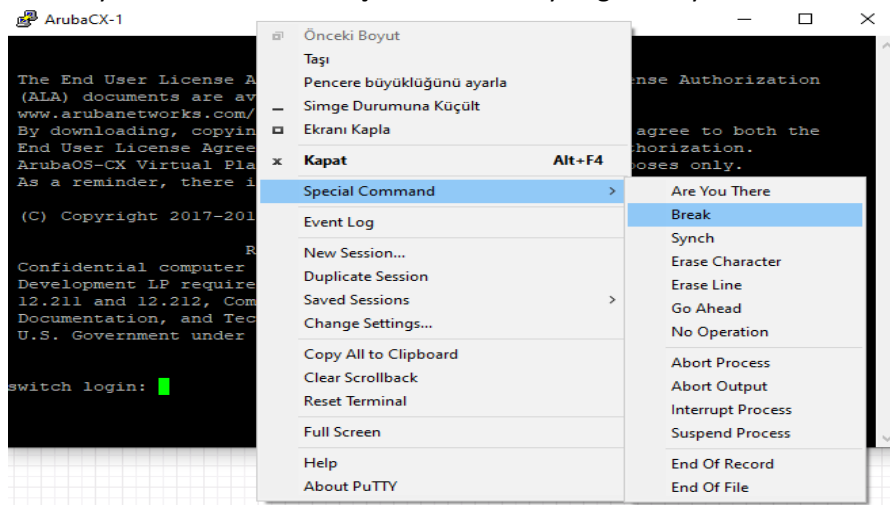 ArubaCX-1
The End User License A
(ALA) documents are av
www.arubanetworks.com/
By downloading, copyin
End User License Agree
ArubaOS-CX Virtual Pla
As a reminder, there i
(C) Copyright 2017-201
R
Confidential computer
Development LP require
12.211 and 12.212, Com
Documentation, and Tec
U.S. Government under
switch login:
nse Authorization
agree to both the
horization.
poses only.
Önceki Boyut
Taşı
Pencere büyüklüğünü ayarla
Simge Durumuna Küçült
Ekranı Kapla
Kapat Alt+F4
Special Command >
Event Log
New Session...
Duplicate Session
Saved Sessions >
Change Settings...
Copy All to Clipboard
Clear Scrollback
Reset Terminal
Full Screen
Help
About PuTTY
Are You There
Break
Synch
Erase Character
Erase Line
Go Ahead
No Operation
Abort Process
Abort Output
Interrupt Process
Suspend Process
End Of Record
End Of File